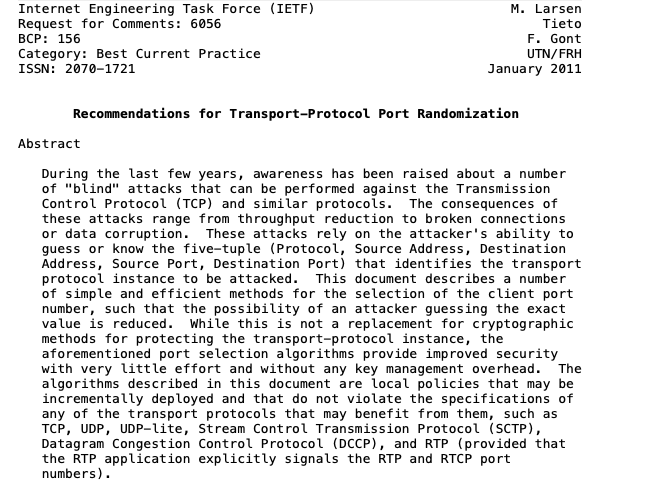 Internet Engineering Task Force (IETF) M. Larsen
Request for Comments: 6056 Tieto
BCP: 156 F. Gont
Category: Best Current Practice UTN/FRH
ISSN: 2070-1721 January 2011
Recommendations for Transport-Protocol Port Randomization
Abstract
During the last few years, awareness has been raised about a number
of "blind" attacks that can be performed against the Transmission
Control Protocol (TCP) and similar protocols. The consequences of
these attacks range from throughput reduction to broken connections
or data corruption. These attacks rely on the attacker's ability to
guess or know the five-tuple (Protocol, Source Address, Destination
Address, Source Port, Destination Port) that identifies the transport
protocol instance to be attacked. This document describes a number
of simple and efficient methods for the selection of the client port
number, such that the possibility of an attacker guessing the exact
value is reduced. While this is not a replacement for cryptographic
methods for protecting the transport-protocol instance, the
aforementioned port selection algorithms provide improved security
with very little effort and without any key management overhead. The
algorithms described in this document are local policies that may be
incrementally deployed and that do not violate the specifications of
any of the transport protocols that may benefit from them, such as
TCP, UDP, UDP-lite, Stream Control Transmission Protocol (SCTP),
Datagram Congestion Control Protocol (DCCP), and RTP (provided that
the RTP application explicitly signals the RTP and RTCP port
numbers).